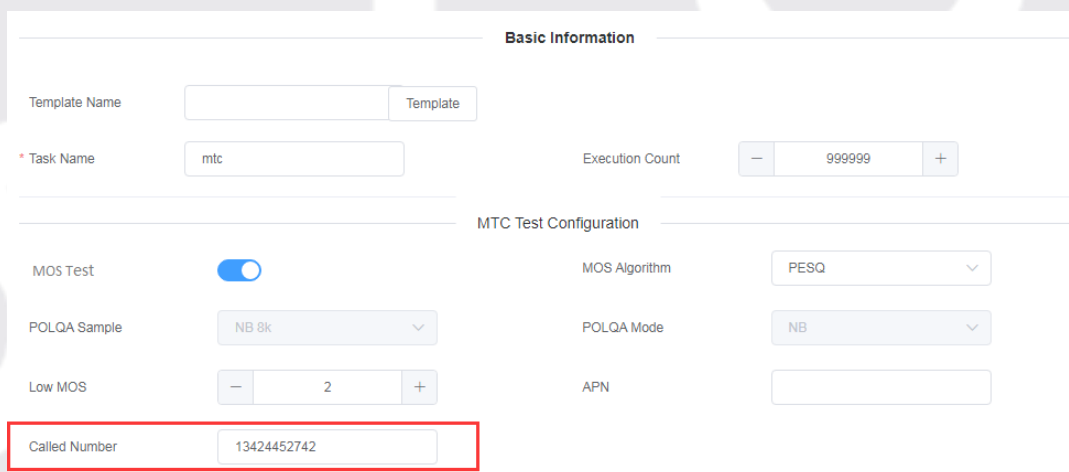 Basic Information
Template Name Template
* Task Name mtc Execution Count − 999999 +
MTC Test Configuration
MOS Test MOS Algorithm PESQ
POLQA Sample NB 8k POLQA Mode NB
Low MOS − 2 + APN
Called Number 13424452742